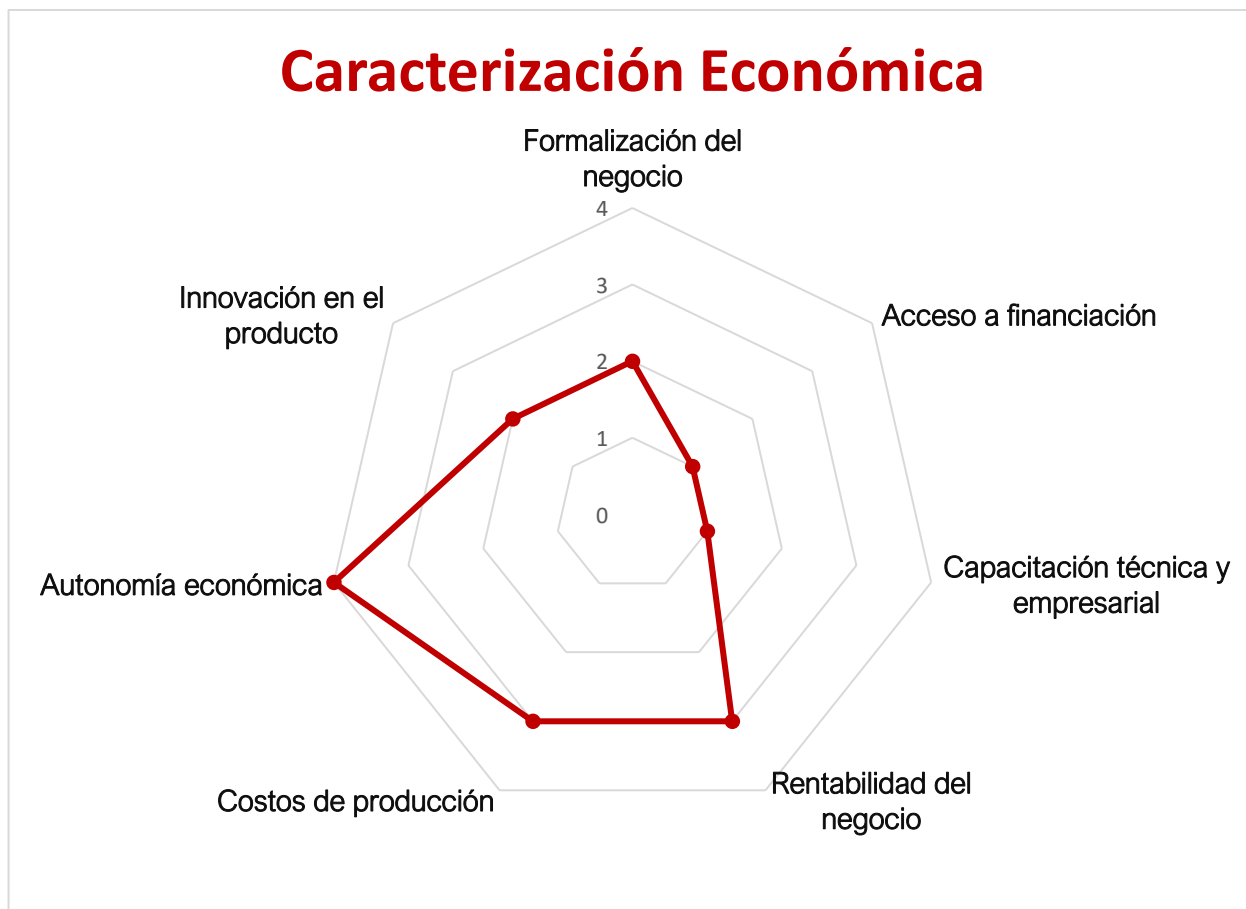 Caracterización Económica
Formalización del
negocio
4
3
2
1
0
Innovación en el
producto
Acceso a financiación
Autonomía económica
Capacitación técnica y
empresarial
Costos de producción
Rentabilidad del
negocio